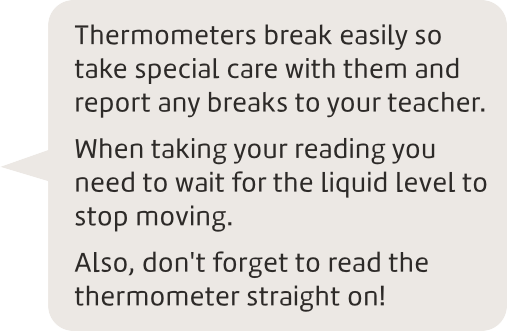 Thermometers break easily so
take special care with them and
report any breaks to your teacher.
When taking your reading you
need to wait for the liquid level to
stop moving.
Also, don't forget to read the
thermometer straight on!